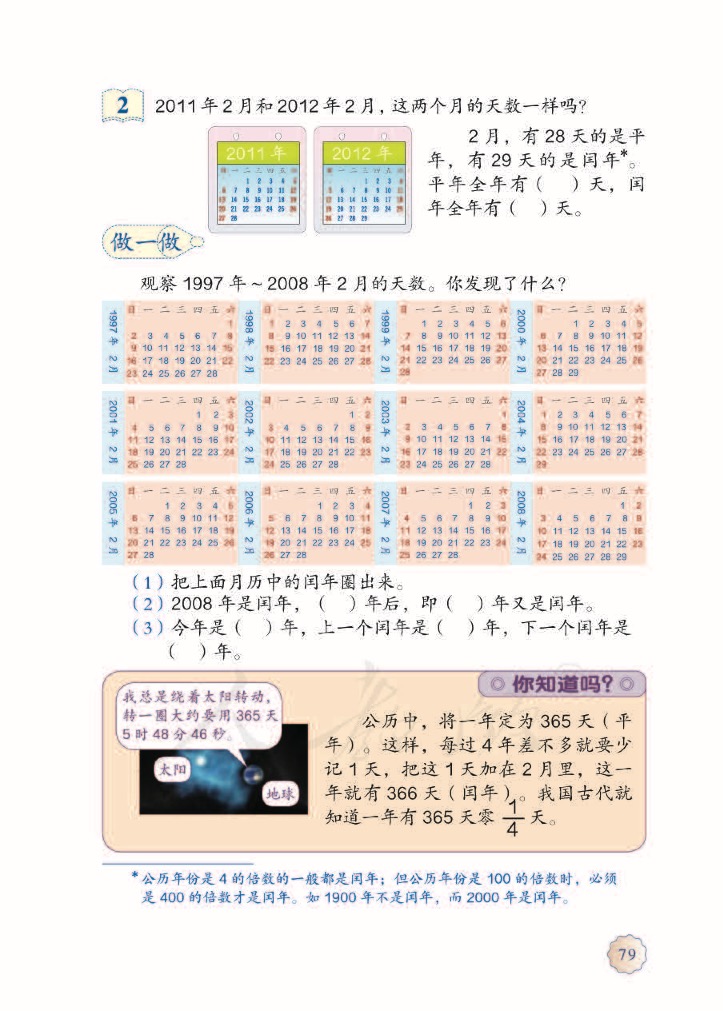 2
2011年2月和2012年2月，这两个月的天数一样吗？
2011 年
日 一 二 三 四 五 六
1 2 3 4 5
6 7 8 9 10 11 12
13 14 15 16 17 18 19
20 21 22 23 24 25 26
27 28
2012 年
日 一 二 三 四 五 六
1 2 3 4
5 6 7 8 9 10 11
12 13 14 15 16 17 18
19 20 21 22 23 24 25
26 27 28 29
2月，有28天的是平
年，有29天的是闰年*。
平年全年有（　）天，闰
年全年有（　）天。
做一做
观察1997年～2008年2月的天数。你发现了什么？
1997年 2月
日 一 二 三 四 五 六
1
2 3 4 5 6 7 8
9 10 11 12 13 14 15
16 17 18 19 20 21 22
23 24 25 26 27 28
1998年 2月
日 一 二 三 四 五 六
1 2 3 4 5 6 7
8 9 10 11 12 13 14
15 16 17 18 19 20 21
22 23 24 25 26 27 28
1999年 2月
日 一 二 三 四 五 六
1 2 3 4 5 6
7 8 9 10 11 12 13
14 15 16 17 18 19 20
21 22 23 24 25 26 27
28
2000年 2月
日 一 二 三 四 五 六
1 2 3 4 5
6 7 8 9 10 11 12
13 14 15 16 17 18 19
20 21 22 23 24 25 26
27 28 29
2001年 2月
日 一 二 三 四 五 六
1 2 3
4 5 6 7 8 9 10
11 12 13 14 15 16 17
18 19 20 21 22 23 24
25 26 27 28
2002年 2月
日 一 二 三 四 五 六
1 2
3 4 5 6 7 8 9
10 11 12 13 14 15 16
17 18 19 20 21 22 23
24 25 26 27 28
2003年 2月
日 一 二 三 四 五 六
1
2 3 4 5 6 7 8
9 10 11 12 13 14 15
16 17 18 19 20 21 22
23 24 25 26 27 28
2004年 2月
日 一 二 三 四 五 六
1 2 3 4 5 6 7
8 9 10 11 12 13 14
15 16 17 18 19 20 21
22 23 24 25 26 27 28
29
2005年 2月
日 一 二 三 四 五 六
1 2 3 4 5
6 7 8 9 10 11 12
13 14 15 16 17 18 19
20 21 22 23 24 25 26
27 28
2006年 2月
日 一 二 三 四 五 六
1 2 3 4
5 6 7 8 9 10 11
12 13 14 15 16 17 18
19 20 21 22 23 24 25
26 27 28
2007年 2月
日 一 二 三 四 五 六
1 2 3
4 5 6 7 8 9 10
11 12 13 14 15 16 17
18 19 20 21 22 23 24
25 26 27 28
2008年 2月
日 一 二 三 四 五 六
1 2
3 4 5 6 7 8 9
10 11 12 13 14 15 16
17 18 19 20 21 22 23
24 25 26 27 28 29
（1）把上面月历中的闰年圈出来。
（2）2008年是闰年，（　）年后，即（　）年又是闰年。
（3）今年是（　）年，上一个闰年是（　）年，下一个闰年是
（　）年。
你知道吗？
我总是绕着太阳转动，
转一圈大约要用365天
5时48分46秒。
太阳
地球
公历中，将一年定为365天（平
年）。这样，每过4年差不多就要少
记1天，把这1天加在2月里，这一
年就有366天（闰年）。我国古代就
知道一年有365天零 1/4 天。
*公历年份是4的倍数的一般都是闰年；但公历年份是100的倍数时，必须
是400的倍数才是闰年。如1900年不是闰年，而2000年是闰年。
79